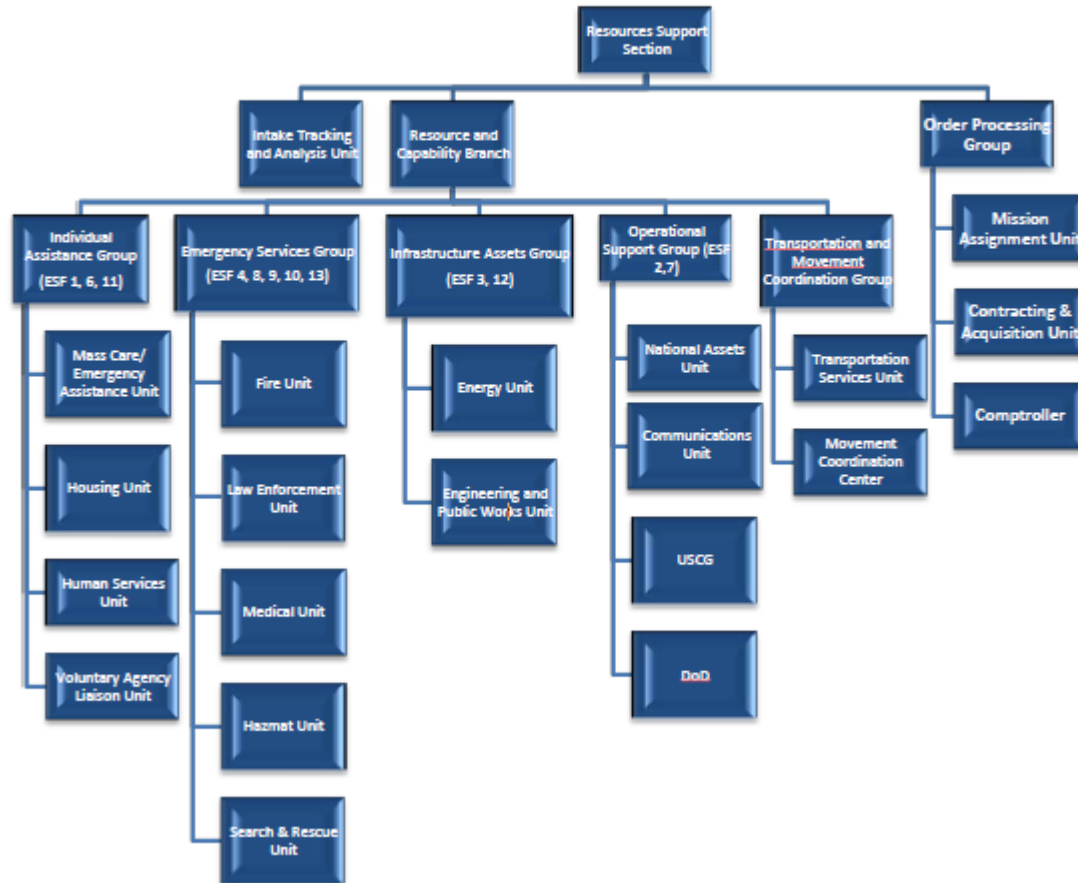 Resources Support
Section
Intake Tracking
and Analysis Unit
Resource and
Capability Branch
Order Processing
Group
Mission
Assignment Unit
Contracting &
Acquisition Unit
Comptroller
Individual
Assistance Group
(ESF 1, 6, 11)
Emergency Services Group
(ESF 4, 8, 9, 10, 13)
Infrastructure Assets Group
(ESF 3, 12)
Operational
Support Group (ESF
2,7)
Transportation and
Movement
Coordination Group
Mass Care/
Emergency
Assistance Unit
Housing Unit
Human Services
Unit
Voluntary Agency
Liaison Unit
Fire Unit
Law Enforcement
Unit
Medical Unit
Hazmat Unit
Search & Rescue
Unit
Energy Unit
Engineering and
Public Works Unit
National Assets
Unit
Communications
Unit
USCG
DoD
Transportation
Services Unit
Movement
Coordination
Center